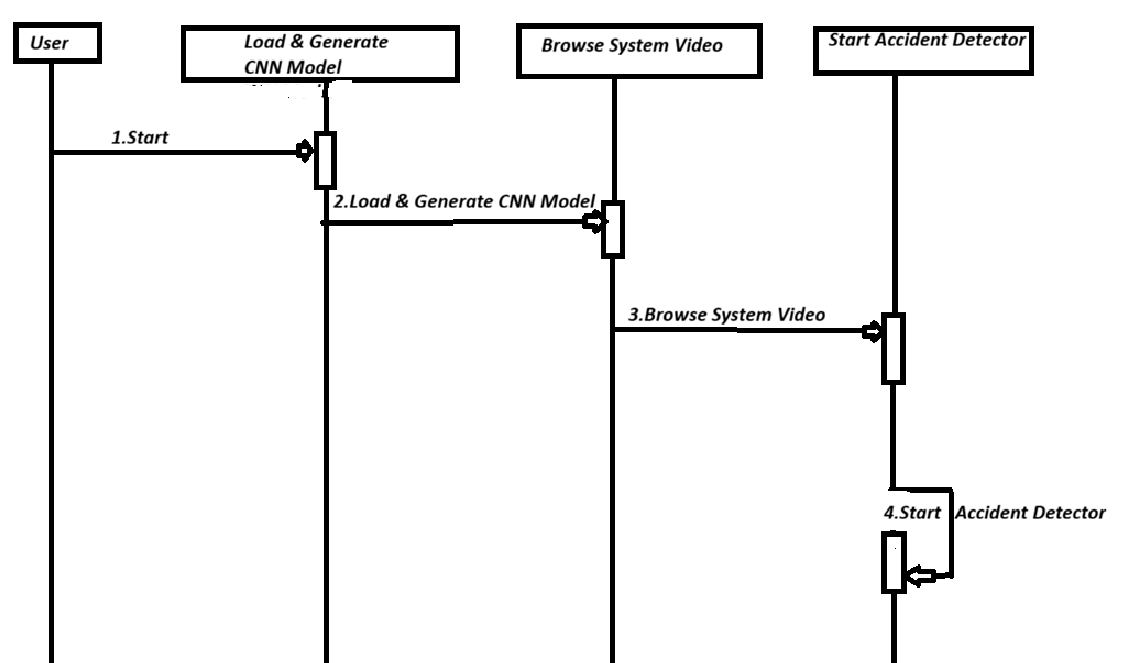 User
Load & Generate
CNN Model
Browse System Video
Start Accident Detector
1.Start
2.Load & Generate CNN Model
3.Browse System Video
4.Start Accident Detector